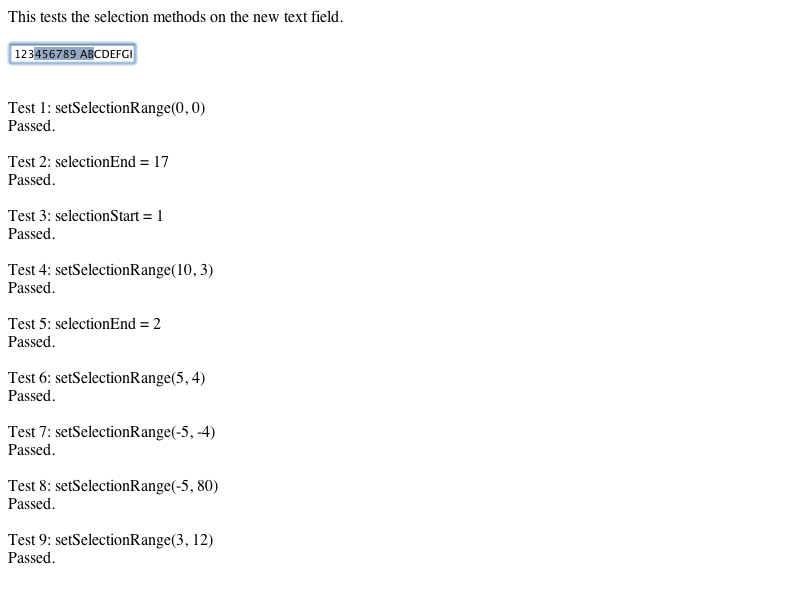 This tests the selection methods on the new text field.
123456789 ABCDEFGI
Test 1: setSelectionRange(0, 0)
Passed.
Test 2: selectionEnd = 17
Passed.
Test 3: selectionStart = 1
Passed.
Test 4: setSelectionRange(10, 3)
Passed.
Test 5: selectionEnd = 2
Passed.
Test 6: setSelectionRange(5, 4)
Passed.
Test 7: setSelectionRange(-5, -4)
Passed.
Test 8: setSelectionRange(-5, 80)
Passed.
Test 9: setSelectionRange(3, 12)
Passed.